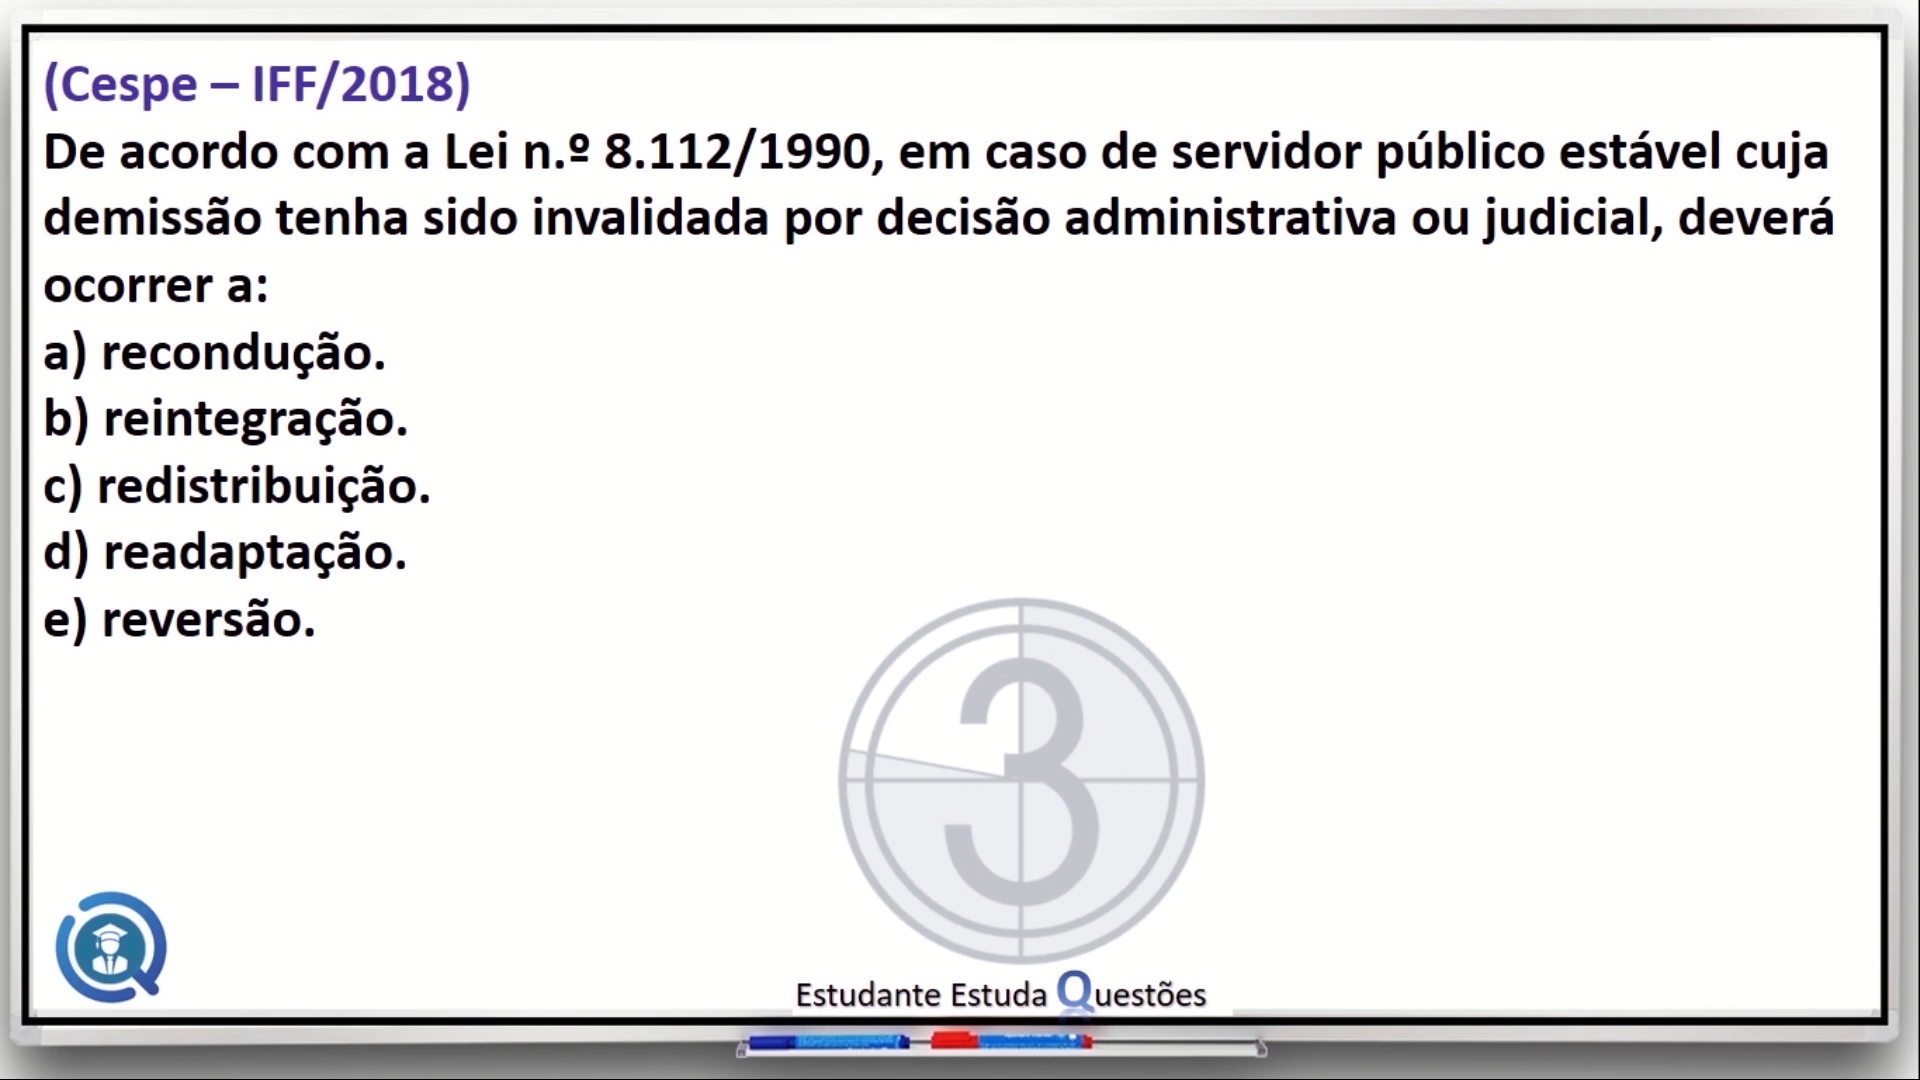 (Cespe – IFF/2018)
De acordo com a Lei n.º 8.112/1990, em caso de servidor público estável cuja
demissão tenha sido invalidada por decisão administrativa ou judicial, deverá
ocorrer a:
a) recondução.
b) reintegração.
c) redistribuição.
d) readaptação.
e) reversão.
3
Estudante Estuda Questões